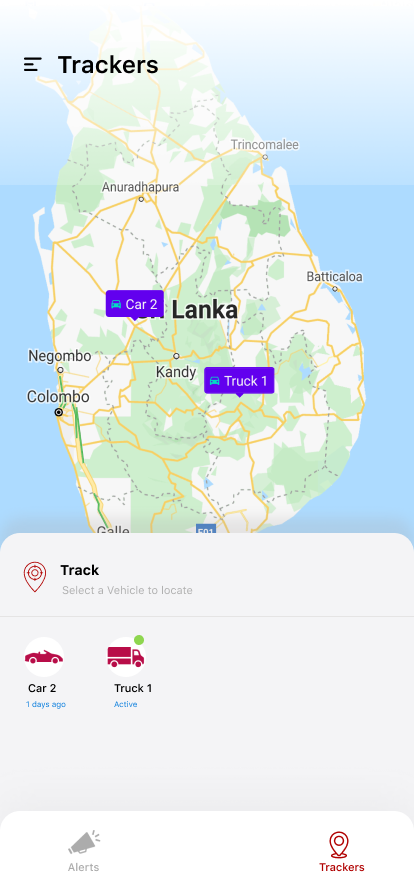 Trackers
Trincomalee
Anuradhapura
Batticaloa
Car 2
Lanka
Negombo
Kandy
Truck 1
Colombo
Galle
E01
Track
Select a Vehicle to locate
Car 2
Truck 1
1 days ago
Active
Alerts
Trackers